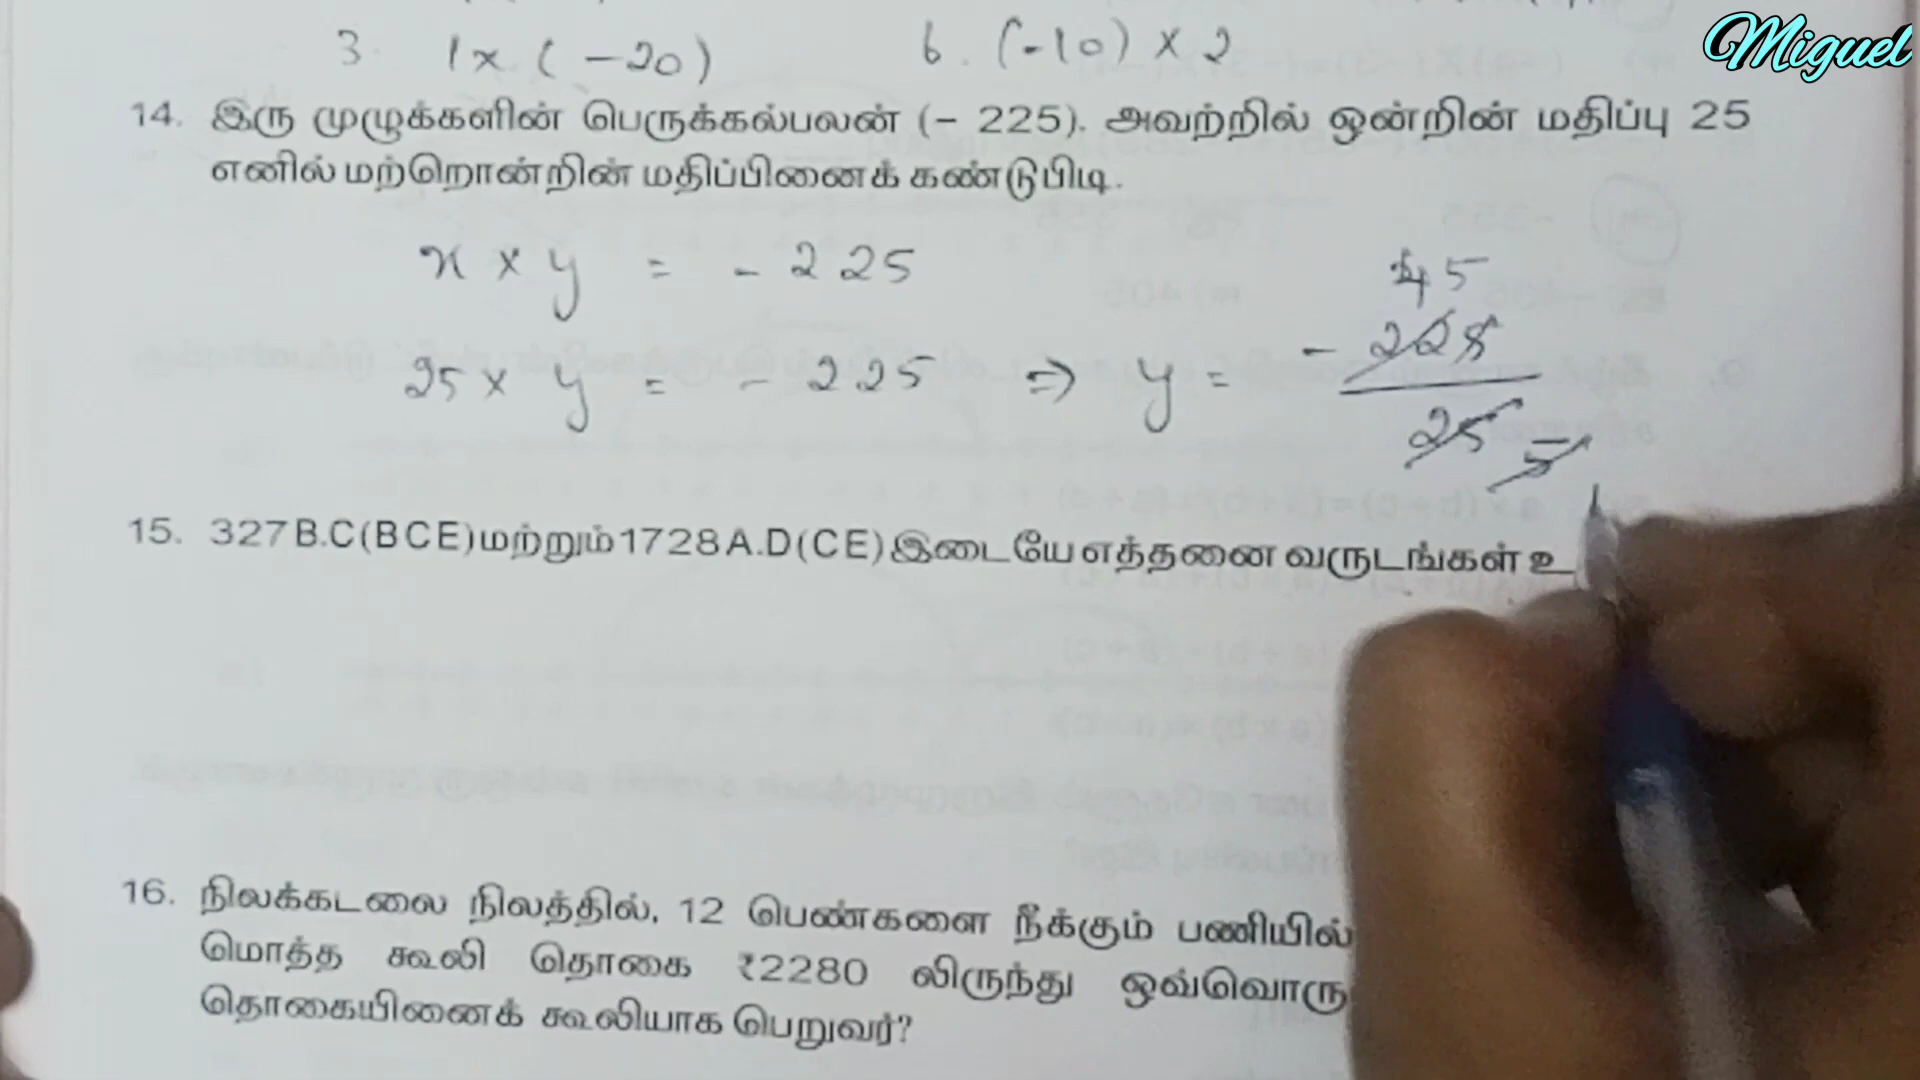 Miguel
3. 1 x (-20) 6. (-10) x 2
14. இரு முழுக்களின் பெருக்கல்பலன் (- 225). அவற்றில் ஒன்றின் மதிப்பு 25
எனில் மற்றொன்றின் மதிப்பினைக் கண்டுபிடி.
x x y = - 225
45
25 x y = - 225 ⇒ y = - 225
25
15. 327 B.C (BCE) மற்றும் 1728 A.D (CE) இடையே எத்தனை வருடங்கள் உ
16. நிலக்கடலை நிலத்தில், 12 பெண்களை நீக்கும் பணியில்
மொத்த கூலி தொகை ₹2280 லிருந்து ஒவ்வொரு
தொகையினைக் கூலியாக பெறுவர்?